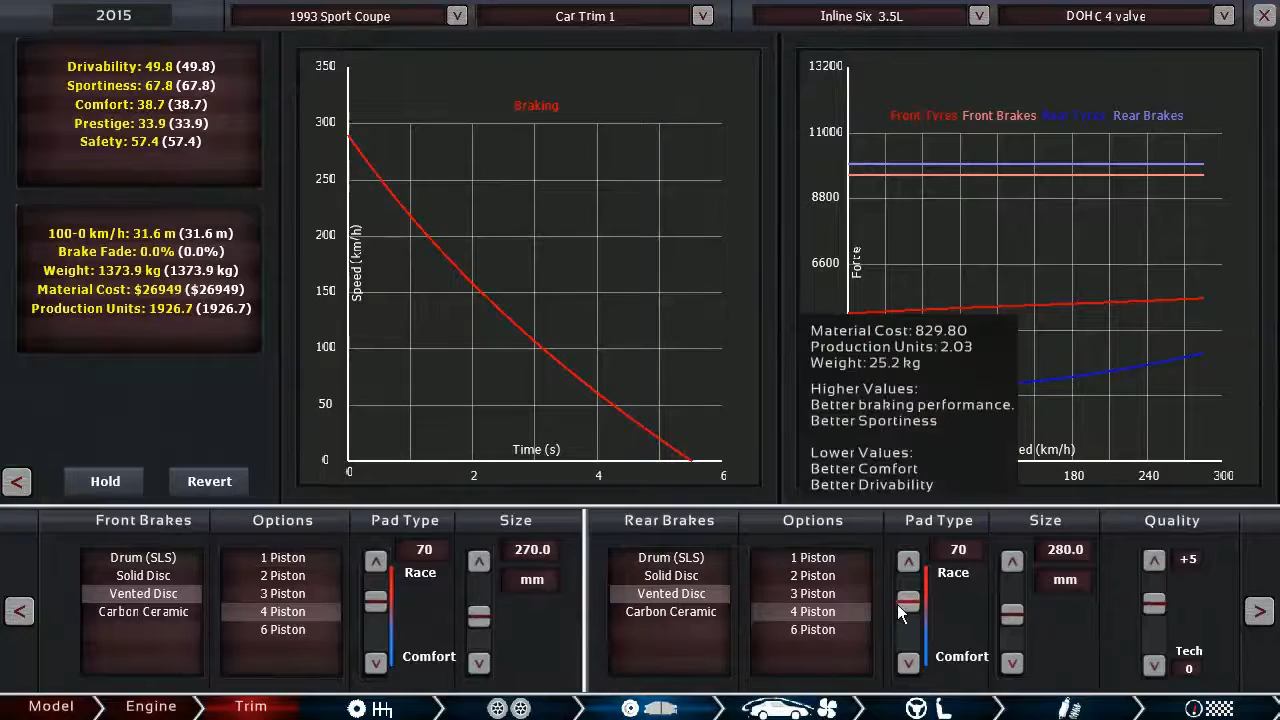 2015
1993 Sport Coupe
Car Trim 1
Inline Six 3.5L
DOHC 4 valve
Drivability: 49.8 (49.8)
Sportiness: 67.8 (67.8)
Comfort: 38.7 (38.7)
Prestige: 33.9 (33.9)
Safety: 57.4 (57.4)
100-0 km/h: 31.6 m (31.6 m)
Brake Fade: 0.0% (0.0%)
Weight: 1373.9 kg (1373.9 kg)
Material Cost: $26949 ($26949)
Production Units: 1926.7 (1926.7)
Hold
Revert
Braking
350
300
250
200
150
100
50
0
Speed (km/h)
Time (s)
0 2 4 6
Front Tyres Front Brakes Rear Tyres Rear Brakes
13200
11000
8800
6600
Force
ed (km/h)
180 240 300
Material Cost: 829.80
Production Units: 2.03
Weight: 25.2 kg
Higher Values:
Better braking performance.
Better Sportiness
Lower Values:
Better Comfort
Better Drivability
Front Brakes
Drum (SLS)
Solid Disc
Vented Disc
Carbon Ceramic
Options
1 Piston
2 Piston
3 Piston
4 Piston
6 Piston
Pad Type
70
Race
Comfort
Size
270.0
mm
Rear Brakes
Drum (SLS)
Solid Disc
Vented Disc
Carbon Ceramic
Options
1 Piston
2 Piston
3 Piston
4 Piston
6 Piston
Pad Type
70
Race
Comfort
Size
280.0
mm
Quality
+5
Tech
0
Model
Engine
Trim